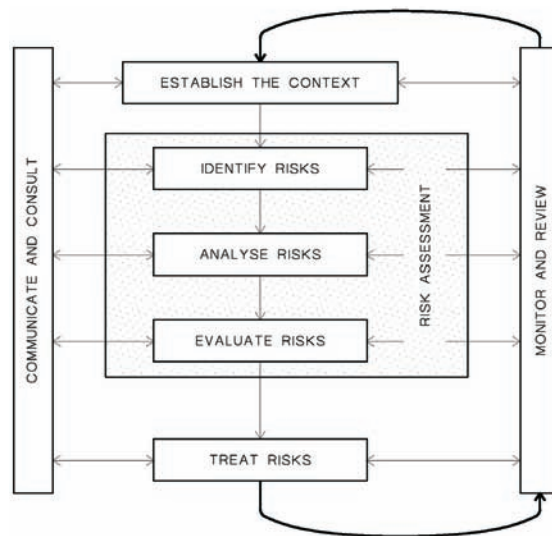 ESTABLISH THE CONTEXT
COMMUNICATE AND CONSULT
IDENTIFY RISKS
ANALYSE RISKS
EVALUATE RISKS
RISK ASSESSMENT
MONITOR AND REVIEW
TREAT RISKS